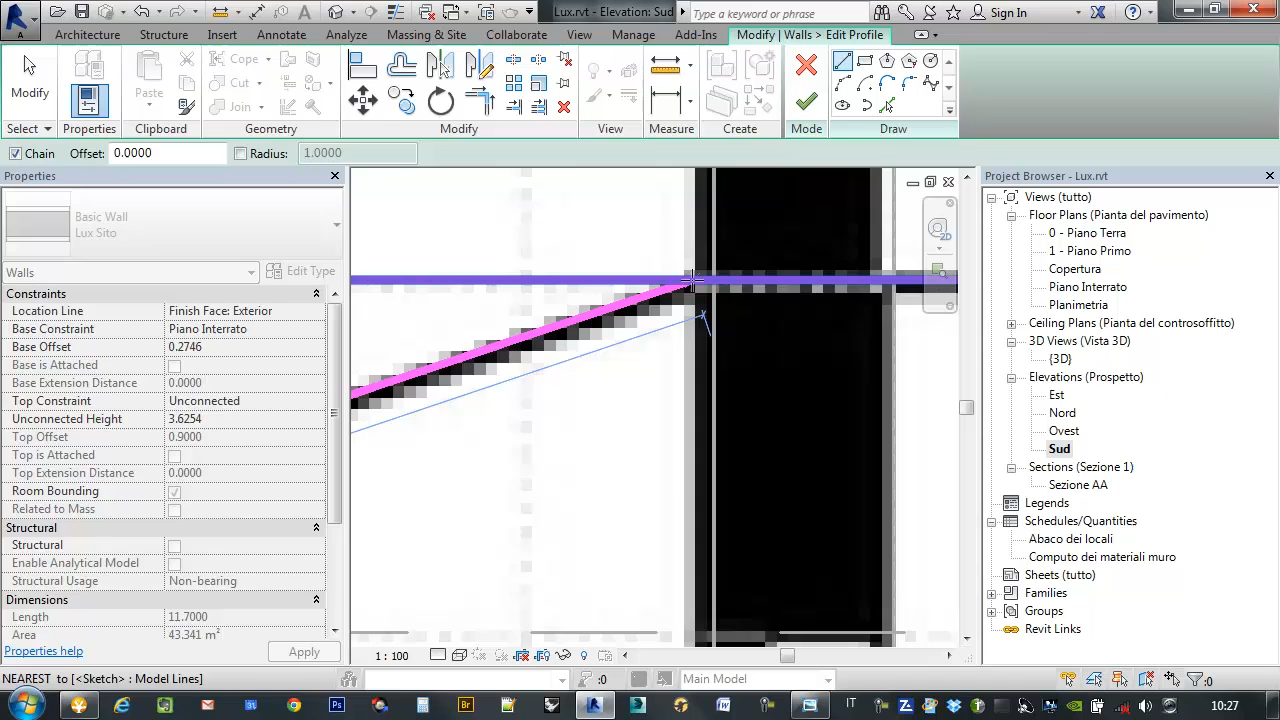 Lux.rvt - Elevation: Sud
Type a keyword or phrase
Sign In
Architecture
Structure
Insert
Annotate
Analyze
Massing & Site
Collaborate
View
Manage
Add-Ins
Modify | Walls > Edit Profile
Modify
Paste
Cope
Cut
Join
Select
Properties
Clipboard
Geometry
Modify
View
Measure
Create
Mode
Draw
Chain
Offset: 0.0000
Radius: 1.0000
Properties
Basic Wall
Lux Sito
Walls
Edit Type
Constraints
Location Line Finish Face: Exterior
Base Constraint Piano Interrato
Base Offset 0.2746
Base is Attached
Base Extension Distance 0.0000
Top Constraint Unconnected
Unconnected Height 3.6254
Top Offset 0.9000
Top is Attached
Top Extension Distance 0.0000
Room Bounding
Related to Mass
Structural
Structural
Enable Analytical Model
Structural Usage Non-bearing
Dimensions
Length 11.7000
Area 43.341 m²
Properties help
Apply
2D
Project Browser - Lux.rvt
Views (tutto)
Floor Plans (Pianta del pavimento)
0 - Piano Terra
1 - Piano Primo
Copertura
Piano Interrato
Planimetria
Ceiling Plans (Pianta del controsoffitto)
3D Views (Vista 3D)
{3D}
Elevations (Prospetto)
Est
Nord
Ovest
Sud
Sections (Sezione 1)
Sezione AA
Legends
Schedules/Quantities
Abaco dei locali
Computo dei materiali muro
Sheets (tutto)
Families
Groups
Revit Links
1 : 100
NEAREST to [<Sketch> : Model Lines]
:0
Main Model
:0
IT
10:27